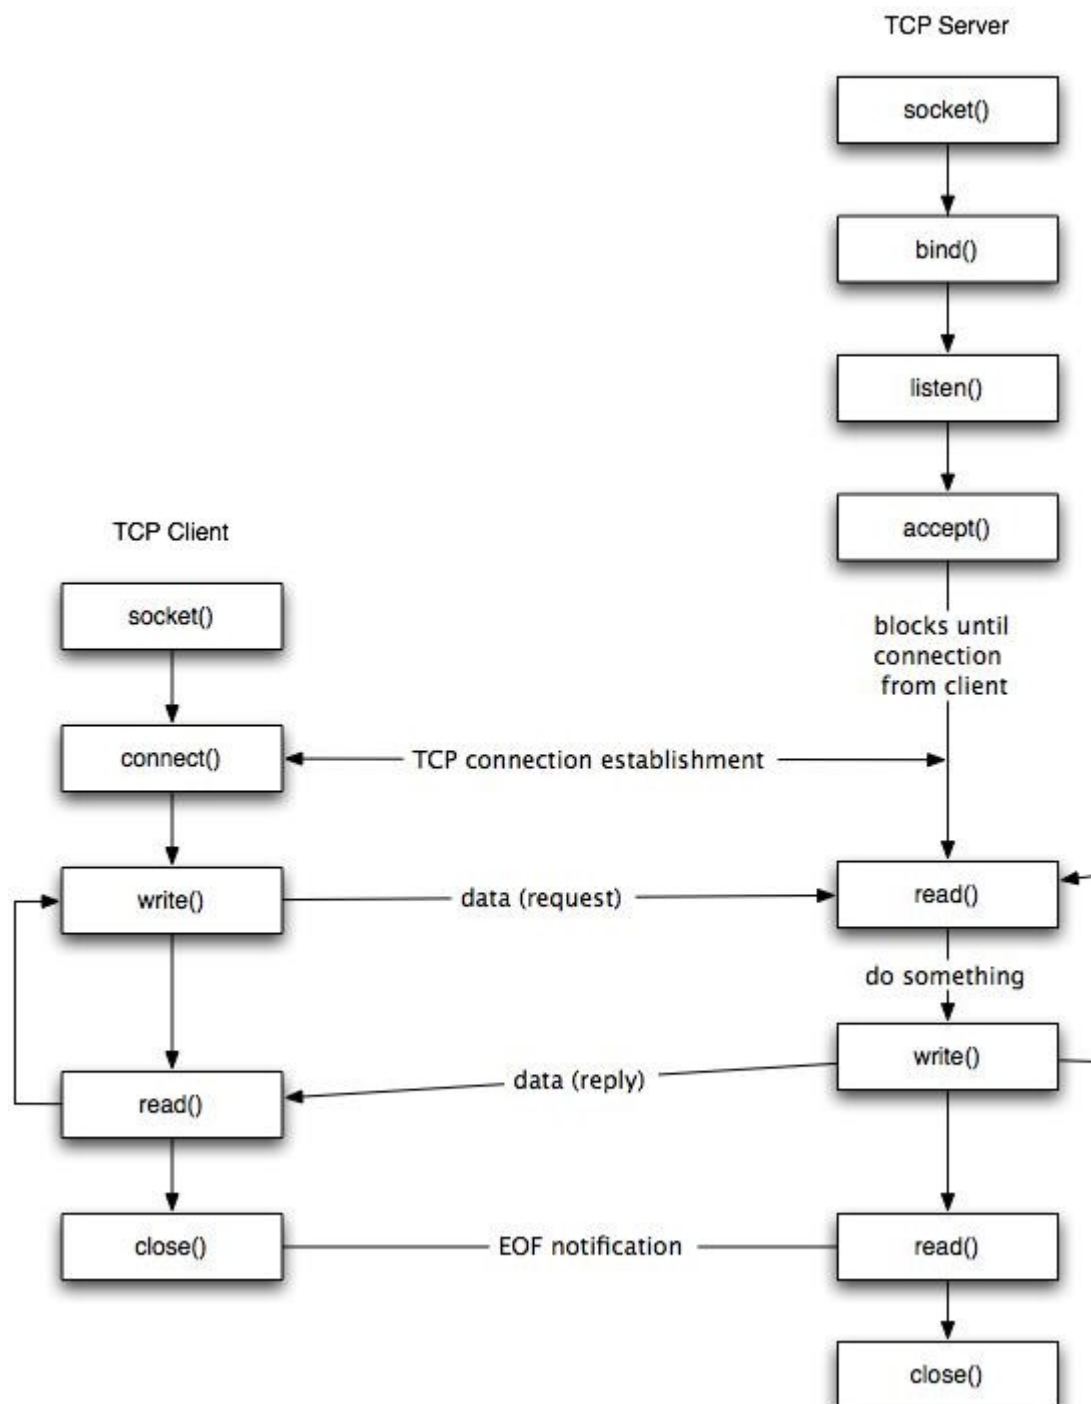 TCP Server
socket()
bind()
listen()
accept()
blocks until
connection
from client
TCP Client
socket()
connect()
TCP connection establishment
write()
data (request)
read()
do something
write()
data (reply)
read()
close()
EOF notification
read()
close()